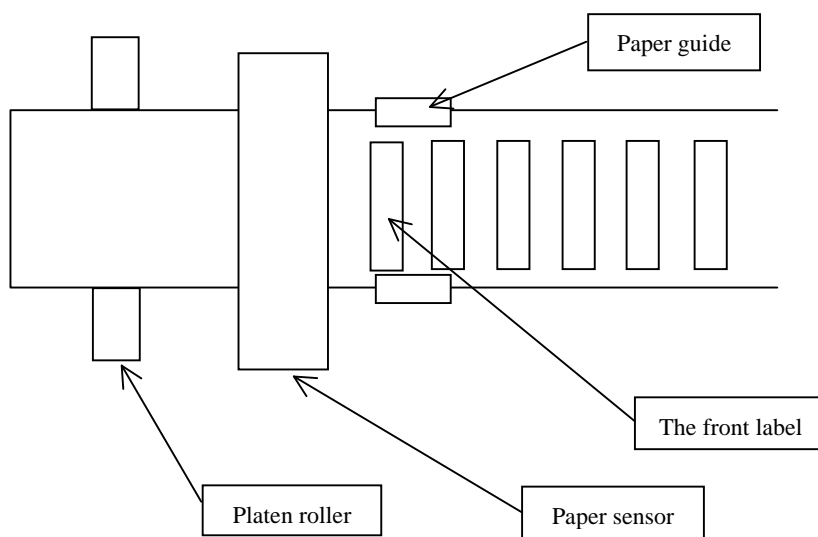 Paper guide
The front label
Platen roller
Paper sensor